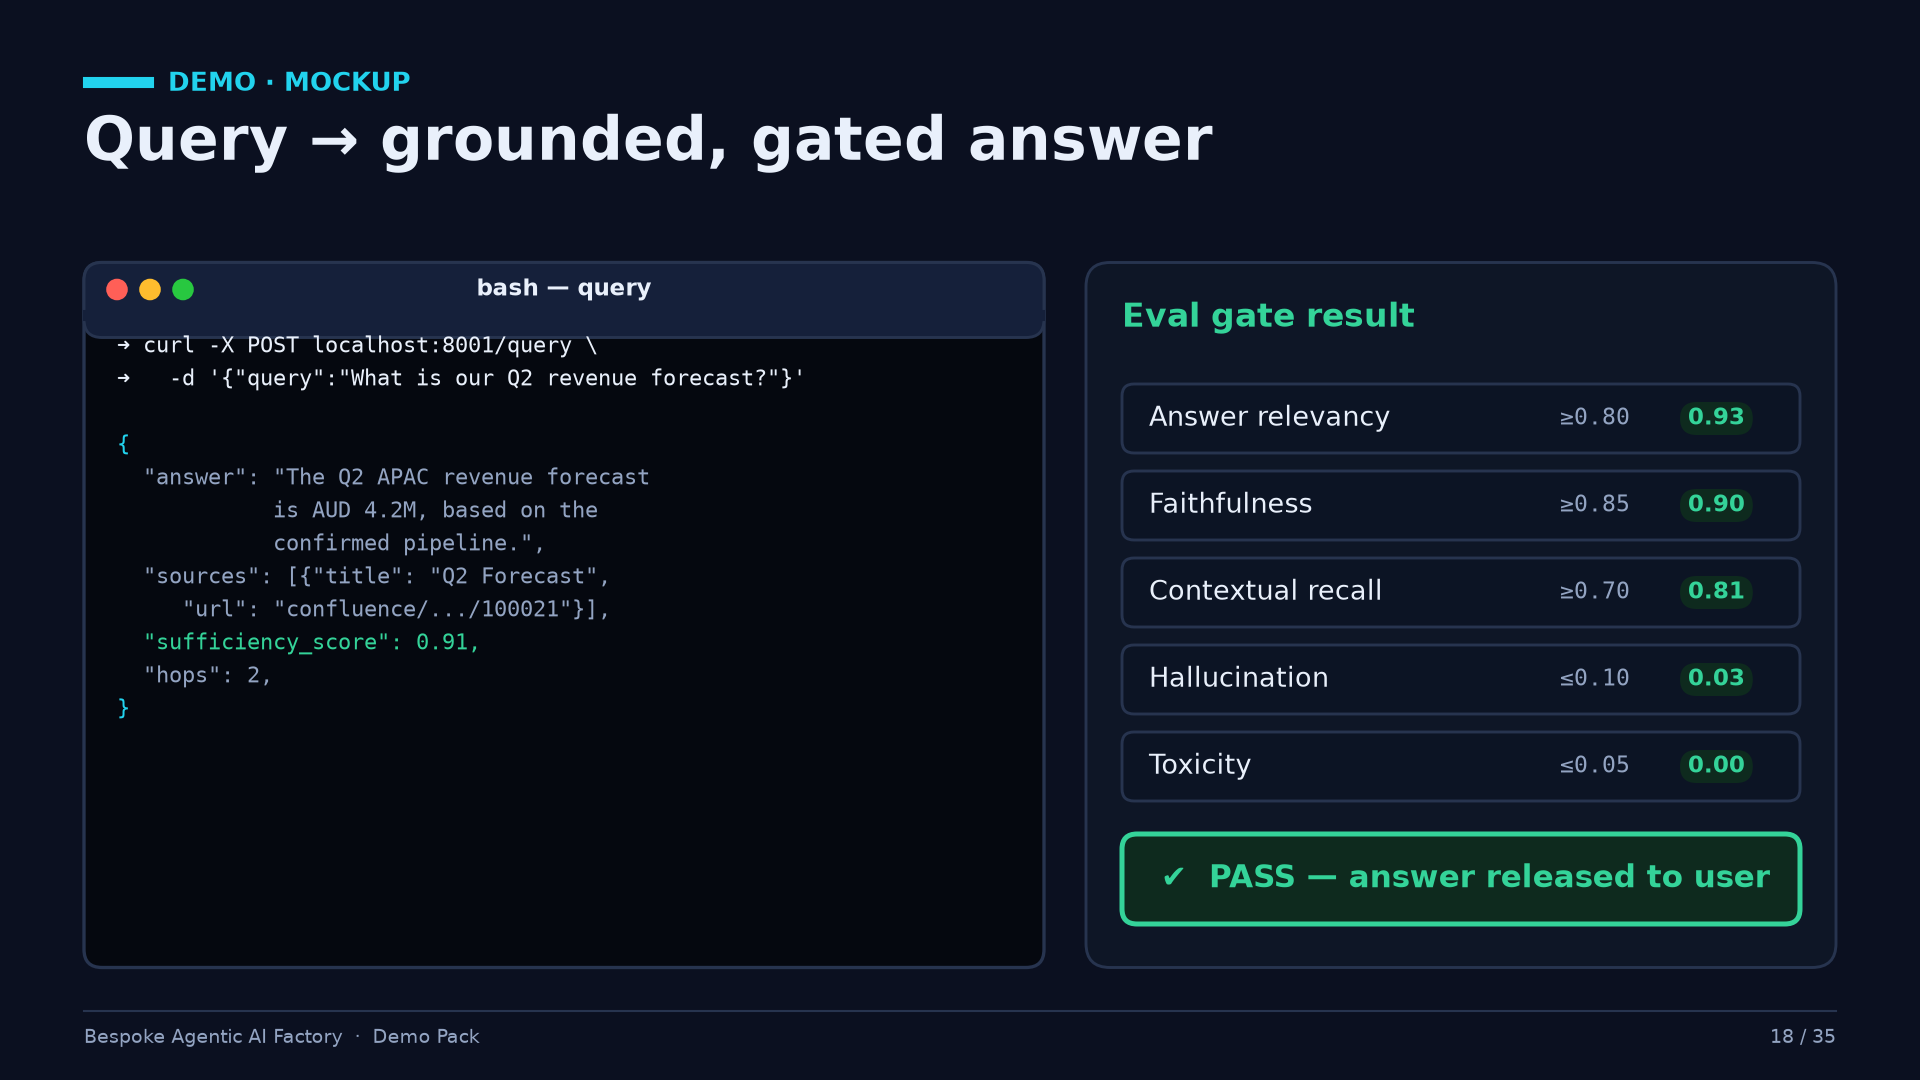 DEMO · MOCKUP
Query → grounded, gated answer
bash — query
➜ curl -X POST localhost:8001/query \
➜   -d '{"query":"What is our Q2 revenue forecast?"}'
{
  "answer": "The Q2 APAC revenue forecast
            is AUD 4.2M, based on the
            confirmed pipeline.",
  "sources": [{"title": "Q2 Forecast",
     "url": "confluence/.../100021"}],
  "sufficiency_score": 0.91,
  "hops": 2,
}
Eval gate result
Answer relevancy ≥0.80 0.93
Faithfulness ≥0.85 0.90
Contextual recall ≥0.70 0.81
Hallucination ≤0.10 0.03
Toxicity ≤0.05 0.00
✔ PASS — answer released to user
Bespoke Agentic AI Factory · Demo Pack
18 / 35